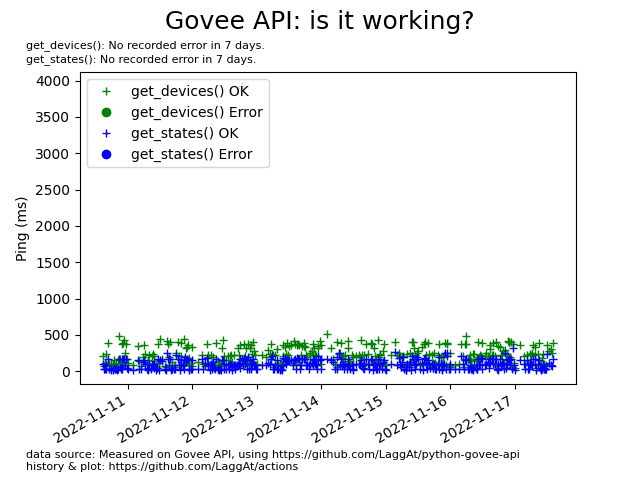 Govee API: is it working?
get_devices(): No recorded error in 7 days.
get_states(): No recorded error in 7 days.
4000
3500
3000
2500
2000
1500
1000
500
0
Ping (ms)
get_devices() OK
get_devices() Error
get_states() OK
get_states() Error
2022-11-11
2022-11-12
2022-11-13
2022-11-14
2022-11-15
2022-11-16
2022-11-17
data source: Measured on Govee API, using https://github.com/LaggAt/python-govee-api
history & plot: https://github.com/LaggAt/actions